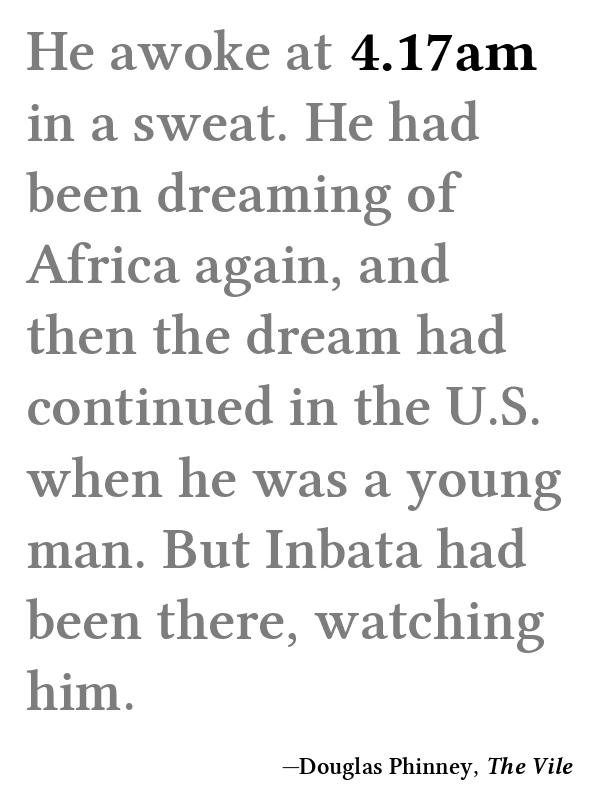 He awoke at 4.17am
in a sweat. He had
been dreaming of
Africa again, and
then the dream had
continued in the U.S.
when he was a young
man. But Inbata had
been there, watching
him.
—Douglas Phinney, The Vile